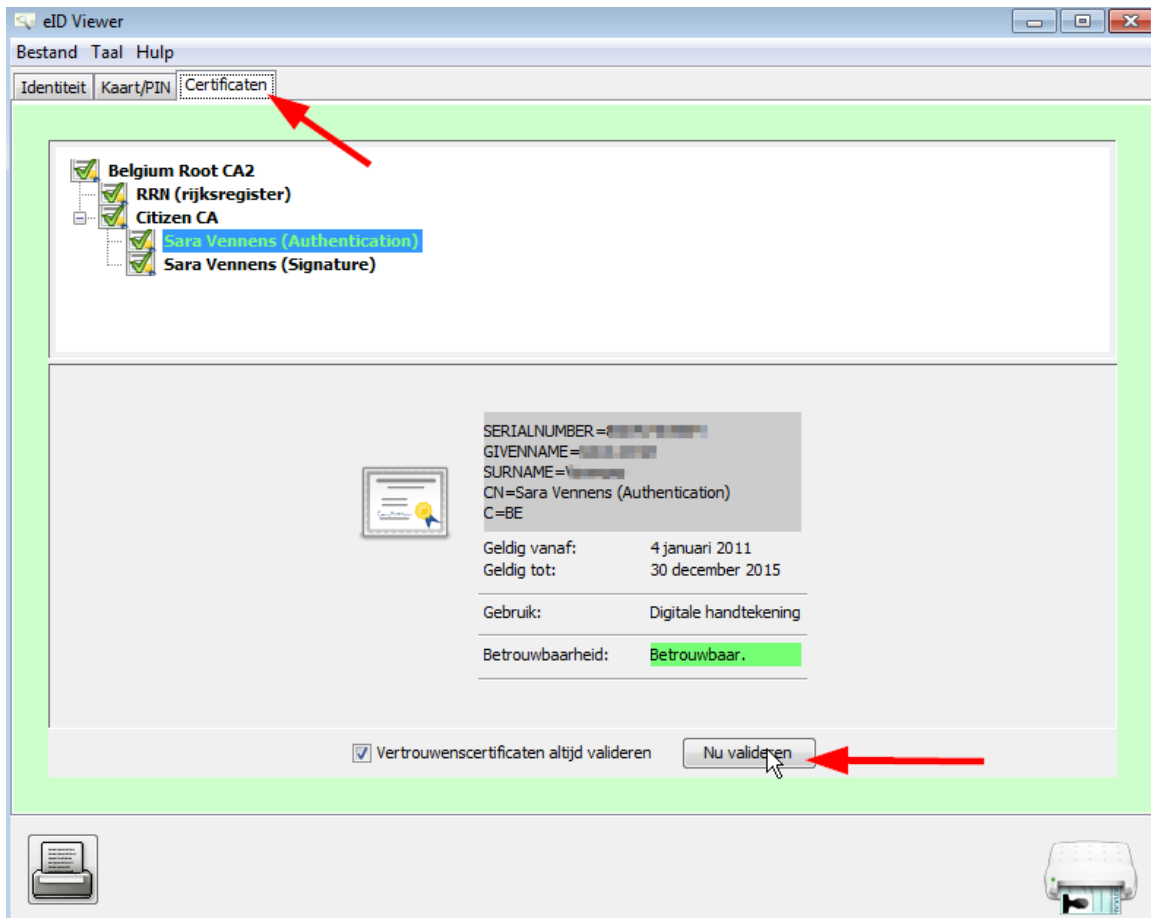 eID Viewer
Bestand Taal Hulp
Identiteit Kaart/PIN Certificaten
Belgium Root CA2
RRN (rijksregister)
Citizen CA
Sara Vennens (Authentication)
Sara Vennens (Signature)
SERIALNUMBER=
GIVENNAME=
SURNAME=
CN=Sara Vennens (Authentication)
C=BE
Geldig vanaf: 4 januari 2011
Geldig tot: 30 december 2015
Gebruik: Digitale handtekening
Betrouwbaarheid: Betrouwbaar.
Vertrouwenscertificaten altijd valideren Nu valideren